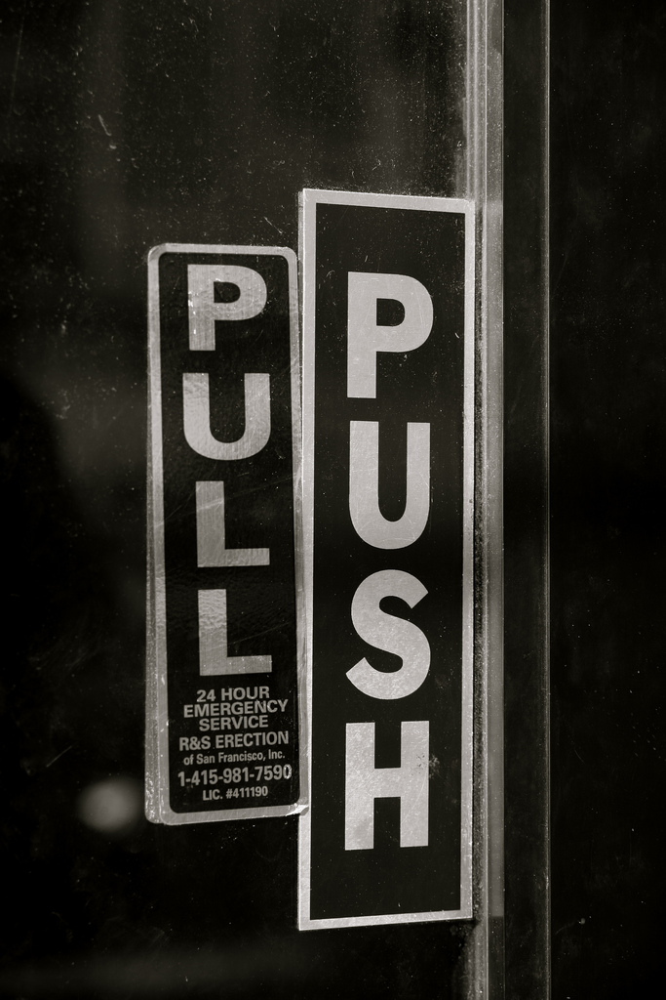 PULL
24 HOUR
EMERGENCY
SERVICE
R&S ERECTION
of San Francisco, Inc.
1-415-981-7590
LIC. #411190
PUSH